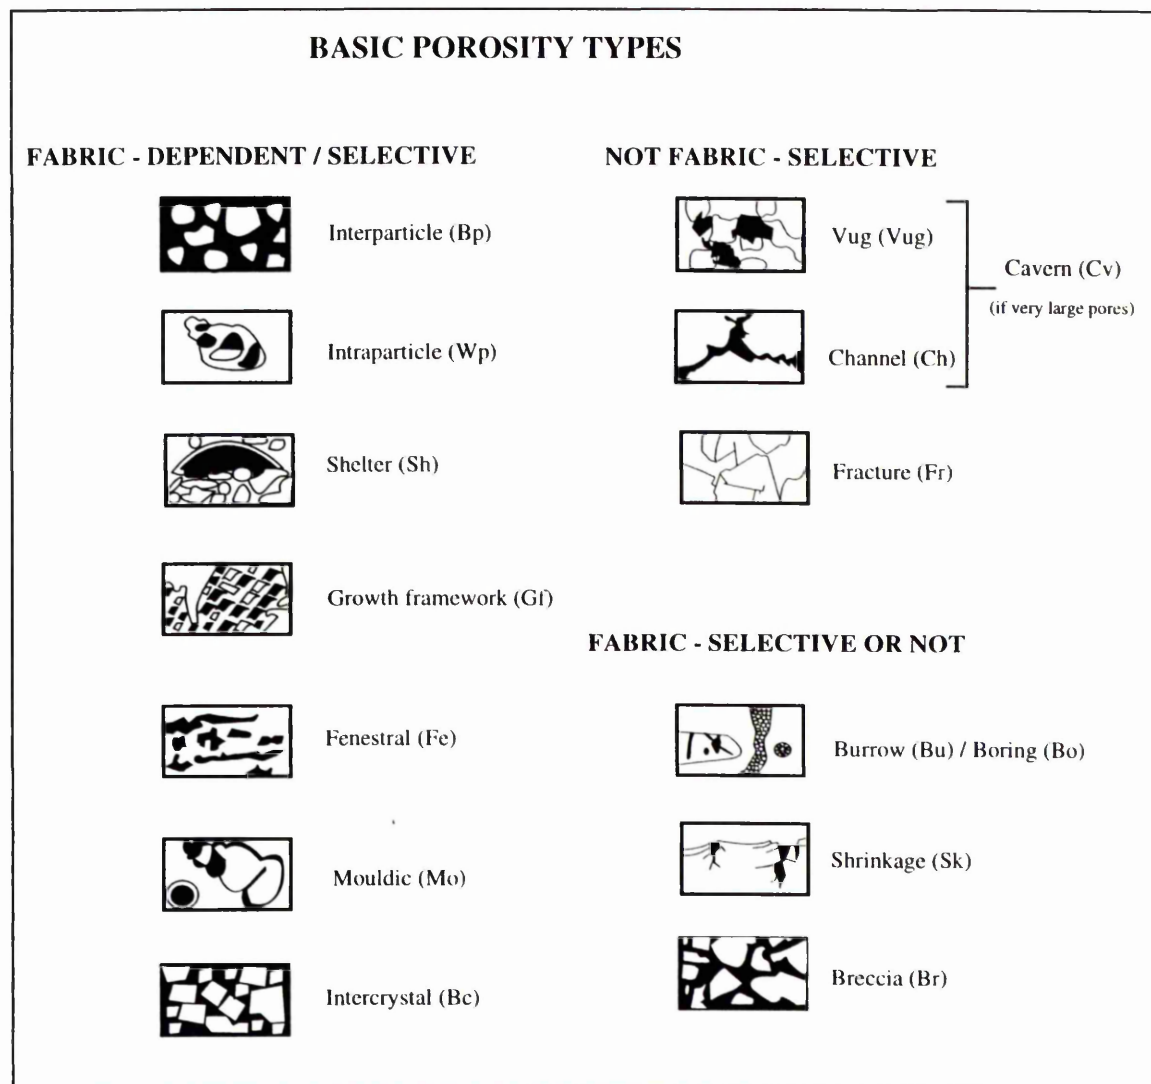 BASIC POROSITY TYPES
FABRIC - DEPENDENT / SELECTIVE
Interparticle (Bp)
Intraparticle (Wp)
Shelter (Sh)
Growth framework (Gf)
Fenestral (Fe)
Mouldic (Mo)
Intercrystal (Bc)
NOT FABRIC - SELECTIVE
Vug (Vug)
Channel (Ch)
Cavern (Cv)
(if very large pores)
Fracture (Fr)
FABRIC - SELECTIVE OR NOT
Burrow (Bu) / Boring (Bo)
Shrinkage (Sk)
Breccia (Br)